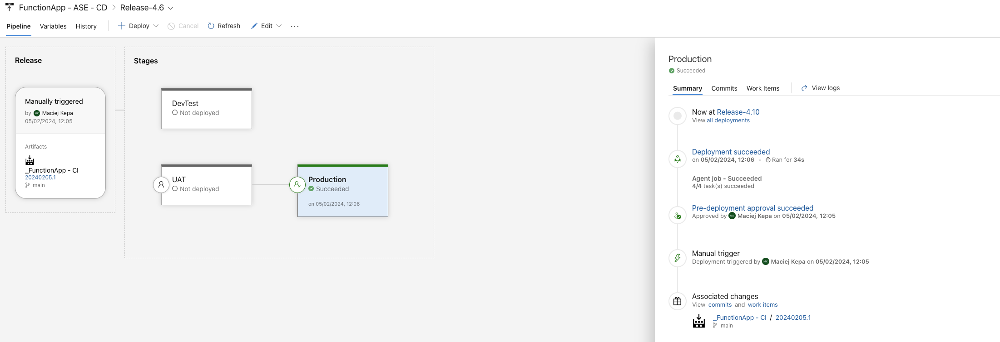 FunctionApp - ASE - CD > Release-4.6
Pipeline Variables History Deploy Cancel Refresh Edit ...
Release
Manually triggered
by MK Maciej Kepa
05/02/2024, 12:05
Artifacts
_FunctionApp - CI
20240205.1
main
Stages
DevTest
Not deployed
UAT
Not deployed
Production
Succeeded
on 05/02/2024, 12:06
Production
Succeeded
Summary Commits Work Items View logs
Now at Release-4.10
View all deployments
Deployment succeeded
on 05/02/2024, 12:06 • Ran for 34s
Agent job - Succeeded
4/4 task(s) succeeded
Pre-deployment approval succeeded
Approved by MK Maciej Kepa on 05/02/2024, 12:05
Manual trigger
Deployment triggered by MK Maciej Kepa on 05/02/2024, 12:05
Associated changes
View commits and work items
_FunctionApp - CI / 20240205.1
main